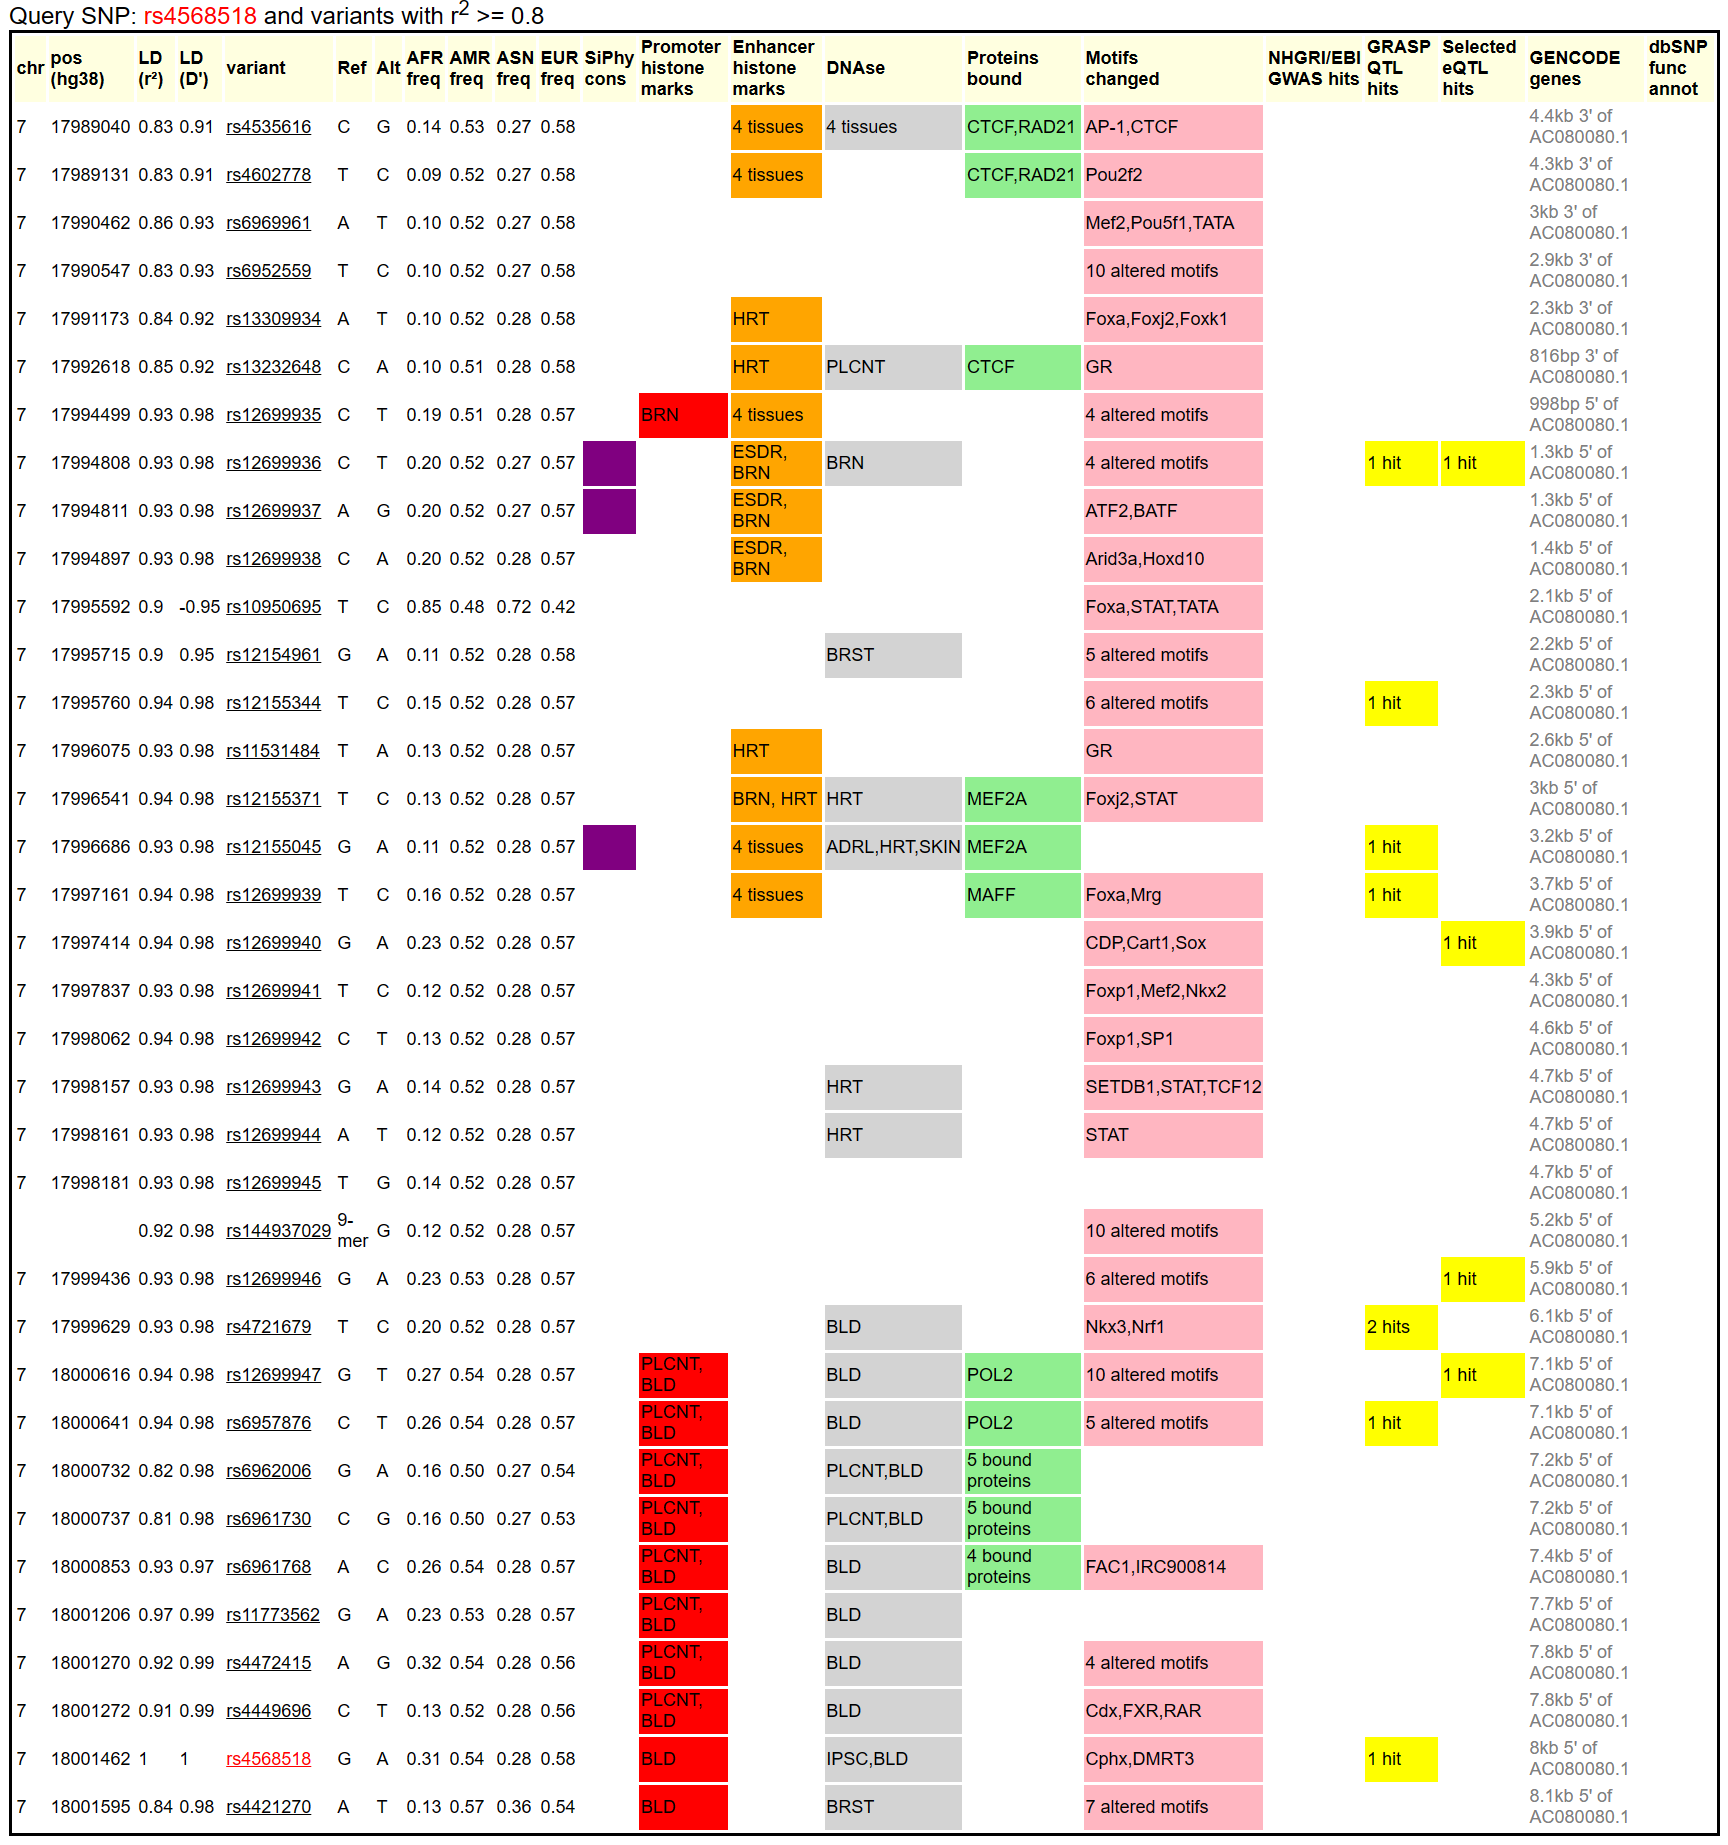 Query SNP: rs4568518 and variants with r2 >= 0.8
chr pos (hg38) LD (r²) LD (D') variant Ref Alt AFR freq AMR freq ASN freq EUR freq SiPhy cons Promoter histone marks Enhancer histone marks DNAse Proteins bound Motifs changed NHGRI/EBI GWAS hits GRASP QTL hits Selected eQTL hits GENCODE genes dbSNP func annot
7 17989040 0.83 0.91 rs4535616 C G 0.14 0.53 0.27 0.58 4 tissues 4 tissues CTCF,RAD21 AP-1,CTCF 4.4kb 3' of AC080080.1
7 17989131 0.83 0.91 rs4602778 T C 0.09 0.52 0.27 0.58 4 tissues CTCF,RAD21 Pou2f2 4.3kb 3' of AC080080.1
7 17990462 0.86 0.93 rs6969961 A T 0.10 0.52 0.27 0.58 Mef2,Pou5f1,TATA 3kb 3' of AC080080.1
7 17990547 0.83 0.93 rs6952559 T C 0.10 0.52 0.27 0.58 10 altered motifs 2.9kb 3' of AC080080.1
7 17991173 0.84 0.92 rs13309934 A T 0.10 0.52 0.28 0.58 HRT Foxa,Foxj2,Foxk1 2.3kb 3' of AC080080.1
7 17992618 0.85 0.92 rs13232648 C A 0.10 0.51 0.28 0.58 HRT PLCNT CTCF GR 816bp 3' of AC080080.1
7 17994499 0.93 0.98 rs12699935 C T 0.19 0.51 0.28 0.57 BRN 4 tissues 4 altered motifs 998bp 5' of AC080080.1
7 17994808 0.93 0.98 rs12699936 C T 0.20 0.52 0.27 0.57 ESDR, BRN BRN 4 altered motifs 1 hit 1 hit 1.3kb 5' of AC080080.1
7 17994811 0.93 0.98 rs12699937 A G 0.20 0.52 0.27 0.57 ESDR, BRN ATF2,BATF 1.3kb 5' of AC080080.1
7 17994897 0.93 0.98 rs12699938 C A 0.20 0.52 0.28 0.57 ESDR, BRN Arid3a,Hoxd10 1.4kb 5' of AC080080.1
7 17995592 0.9 -0.95 rs10950695 T C 0.85 0.48 0.72 0.42 Foxa,STAT,TATA 2.1kb 5' of AC080080.1
7 17995715 0.9 0.95 rs12154961 G A 0.11 0.52 0.28 0.58 BRST 5 altered motifs 2.2kb 5' of AC080080.1
7 17995760 0.94 0.98 rs12155344 T C 0.15 0.52 0.28 0.57 6 altered motifs 1 hit 2.3kb 5' of AC080080.1
7 17996075 0.93 0.98 rs11531484 T A 0.13 0.52 0.28 0.57 HRT GR 2.6kb 5' of AC080080.1
7 17996541 0.94 0.98 rs12155371 T C 0.13 0.52 0.28 0.57 BRN, HRT HRT MEF2A Foxj2,STAT 3kb 5' of AC080080.1
7 17996686 0.93 0.98 rs12155045 G A 0.11 0.52 0.28 0.57 4 tissues ADRL,HRT,SKIN MEF2A 1 hit 3.2kb 5' of AC080080.1
7 17997161 0.94 0.98 rs12699939 T C 0.16 0.52 0.28 0.57 4 tissues MAFF Foxa,Mrg 1 hit 3.7kb 5' of AC080080.1
7 17997414 0.94 0.98 rs12699940 G A 0.23 0.52 0.28 0.57 CDP,Cart1,Sox 1 hit 3.9kb 5' of AC080080.1
7 17997837 0.93 0.98 rs12699941 T C 0.12 0.52 0.28 0.57 Foxp1,Mef2,Nkx2 4.3kb 5' of AC080080.1
7 17998062 0.94 0.98 rs12699942 C T 0.13 0.52 0.28 0.57 Foxp1,SP1 4.6kb 5' of AC080080.1
7 17998157 0.93 0.98 rs12699943 G A 0.14 0.52 0.28 0.57 HRT SETDB1,STAT,TCF12 4.7kb 5' of AC080080.1
7 17998161 0.93 0.98 rs12699944 A T 0.12 0.52 0.28 0.57 HRT STAT 4.7kb 5' of AC080080.1
7 17998181 0.93 0.98 rs12699945 T G 0.14 0.52 0.28 0.57 4.7kb 5' of AC080080.1
0.92 0.98 rs144937029 9-mer G 0.12 0.52 0.28 0.57 10 altered motifs 5.2kb 5' of AC080080.1
7 17999436 0.93 0.98 rs12699946 G A 0.23 0.53 0.28 0.57 6 altered motifs 1 hit 5.9kb 5' of AC080080.1
7 17999629 0.93 0.98 rs4721679 T C 0.20 0.52 0.28 0.57 BLD Nkx3,Nrf1 2 hits 6.1kb 5' of AC080080.1
7 18000616 0.94 0.98 rs12699947 G T 0.27 0.54 0.28 0.57 PLCNT, BLD BLD POL2 10 altered motifs 1 hit 7.1kb 5' of AC080080.1
7 18000641 0.94 0.98 rs6957876 C T 0.26 0.54 0.28 0.57 PLCNT, BLD BLD POL2 5 altered motifs 1 hit 7.1kb 5' of AC080080.1
7 18000732 0.82 0.98 rs6962006 G A 0.16 0.50 0.27 0.54 PLCNT, BLD PLCNT,BLD 5 bound proteins 7.2kb 5' of AC080080.1
7 18000737 0.81 0.98 rs6961730 C G 0.16 0.50 0.27 0.53 PLCNT, BLD PLCNT,BLD 5 bound proteins 7.2kb 5' of AC080080.1
7 18000853 0.93 0.97 rs6961768 A C 0.26 0.54 0.28 0.57 PLCNT, BLD BLD 4 bound proteins FAC1,IRC900814 7.4kb 5' of AC080080.1
7 18001206 0.97 0.99 rs11773562 G A 0.23 0.53 0.28 0.57 PLCNT, BLD BLD 7.7kb 5' of AC080080.1
7 18001270 0.92 0.99 rs4472415 A G 0.32 0.54 0.28 0.56 PLCNT, BLD BLD 4 altered motifs 7.8kb 5' of AC080080.1
7 18001272 0.91 0.99 rs4449696 C T 0.13 0.52 0.28 0.56 PLCNT, BLD BLD Cdx,FXR,RAR 7.8kb 5' of AC080080.1
7 18001462 1 1 rs4568518 G A 0.31 0.54 0.28 0.58 BLD IPSC,BLD Cphx,DMRT3 1 hit 8kb 5' of AC080080.1
7 18001595 0.84 0.98 rs4421270 A T 0.13 0.57 0.36 0.54 BLD BRST 7 altered motifs 8.1kb 5' of AC080080.1